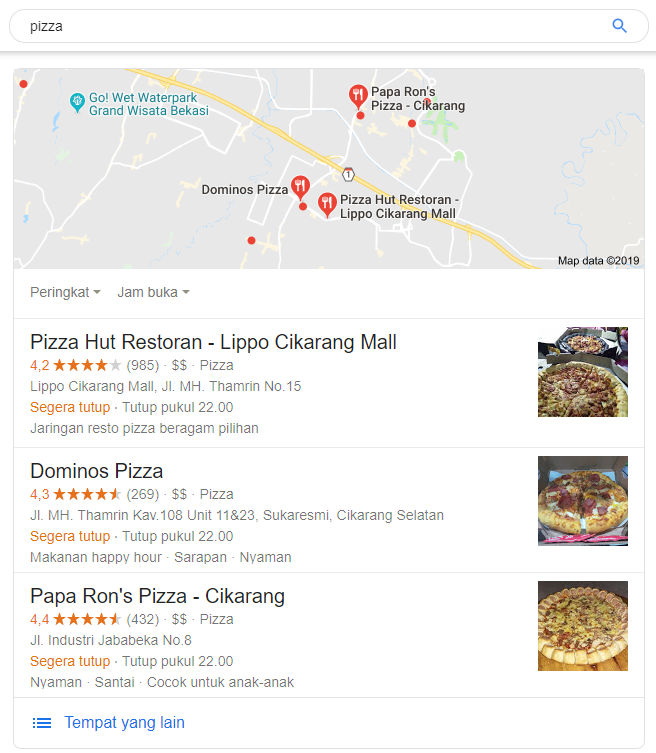 pizza
Go! Wet Waterpark
Grand Wisata Bekasi
Papa Ron's
Pizza - Cikarang
1
Dominos Pizza
Pizza Hut Restoran -
Lippo Cikarang Mall
Map data ©2019
Peringkat
Jam buka
Pizza Hut Restoran - Lippo Cikarang Mall
4,2 (985) · $$ · Pizza
Lippo Cikarang Mall, Jl. MH. Thamrin No.15
Segera tutup · Tutup pukul 22.00
Jaringan resto pizza beragam pilihan
Dominos Pizza
4,3 (269) · $$ · Pizza
Jl. MH. Thamrin Kav.108 Unit 11&23, Sukaresmi, Cikarang Selatan
Segera tutup · Tutup pukul 22.00
Makanan happy hour · Sarapan · Nyaman
Papa Ron's Pizza - Cikarang
4,4 (432) · $$ · Pizza
Jl. Industri Jababeka No.8
Segera tutup · Tutup pukul 22.00
Nyaman · Santai · Cocok untuk anak-anak
Tempat yang lain